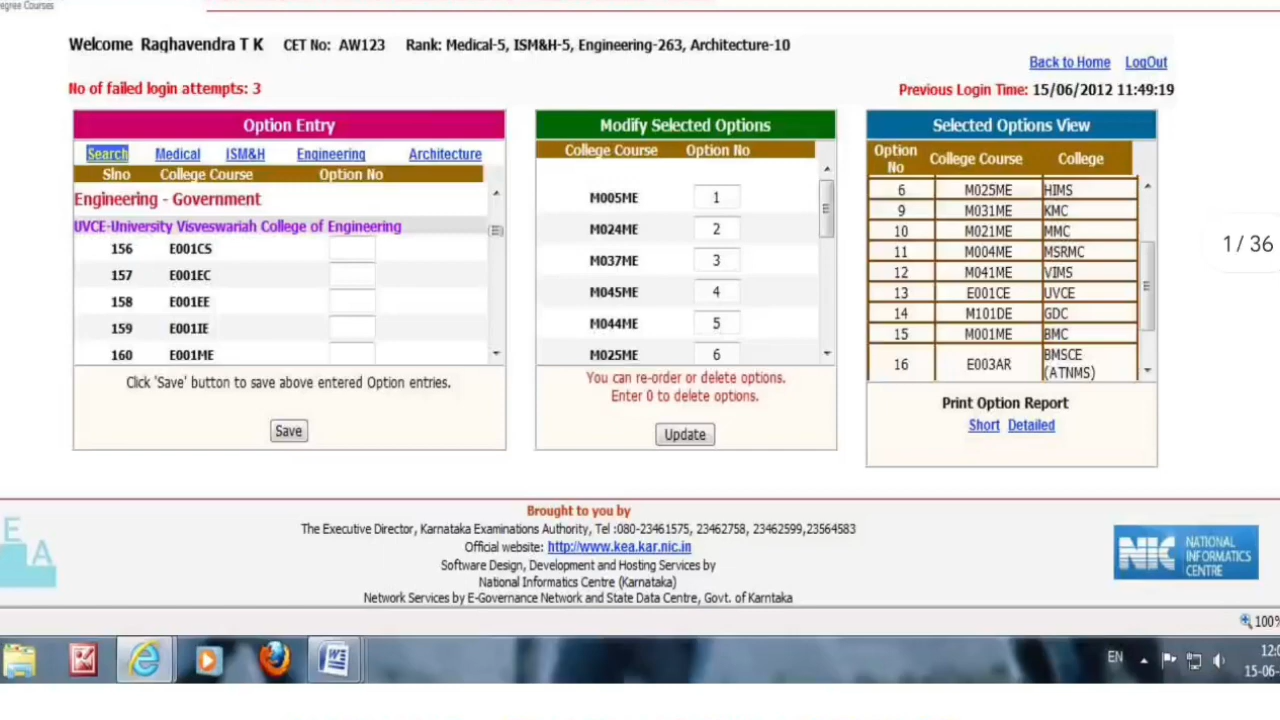 egree Courses
Welcome Raghavendra T K CET No: AW123 Rank: Medical-5, ISM&H-5, Engineering-263, Architecture-10
Back to Home LogOut
No of failed login attempts: 3
Previous Login Time: 15/06/2012 11:49:19
Option Entry
Search Medical ISM&H Engineering Architecture
Slno College Course Option No
Engineering - Government
UVCE-University Visveswariah College of Engineering
156 E001CS
157 E001EC
158 E001EE
159 E001IE
160 E001ME
Click 'Save' button to save above entered Option entries.
Save
Modify Selected Options
College Course Option No
M005ME 1
M024ME 2
M037ME 3
M045ME 4
M044ME 5
M025ME 6
You can re-order or delete options.
Enter 0 to delete options.
Update
Selected Options View
Option No College Course College
6 M025ME HIMS
9 M031ME KMC
10 M021ME MMC
11 M004ME MSRMC
12 M041ME VIMS
13 E001CE UVCE
14 M101DE GDC
15 M001ME BMC
16 E003AR BMSCE (ATNMS)
Print Option Report
Short Detailed
1 / 36
Brought to you by
The Executive Director, Karnataka Examinations Authority, Tel :080-23461575, 23462758, 23462599,23564583
Official website: http://www.kea.kar.nic.in
Software Design, Development and Hosting Services by
National Informatics Centre (Karnataka)
Network Services by E-Governance Network and State Data Centre, Govt. of Karntaka
E
A
NIC NATIONAL INFORMATICS CENTRE
100%
EN
12:0
15-06-